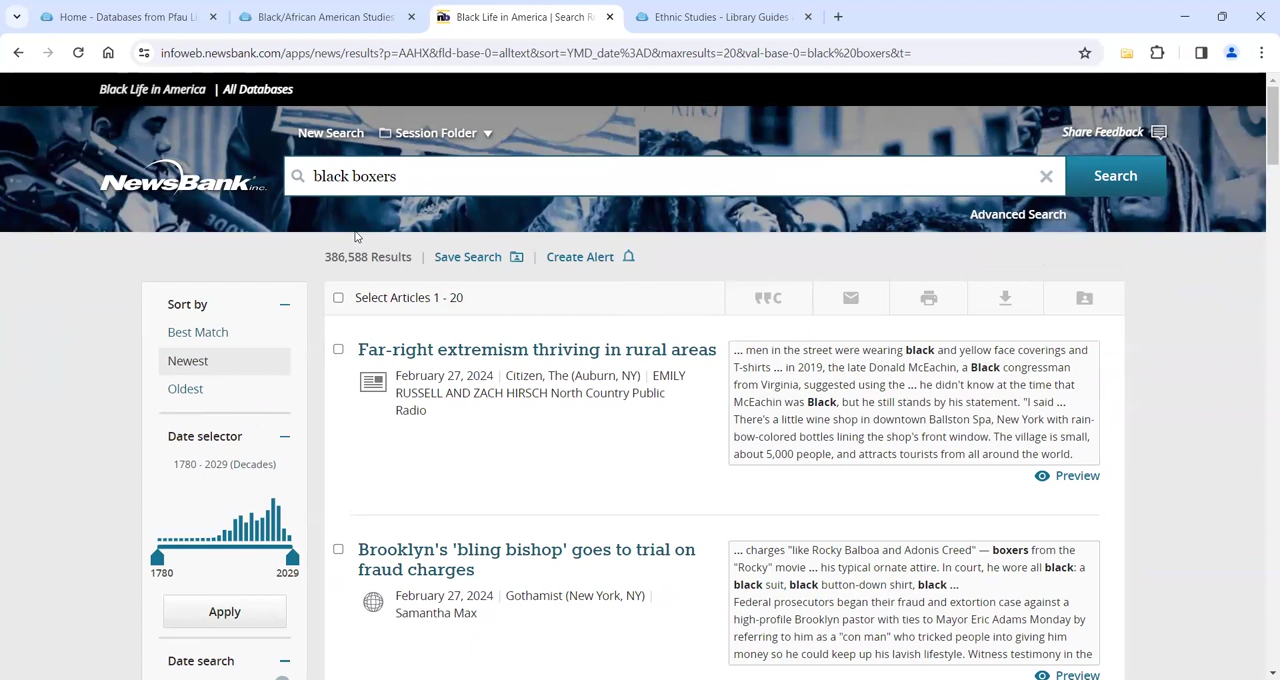 Home - Databases from Pfau Li
Black/African American Studies
Black Life in America | Search R
Ethnic Studies - Library Guides
infoweb.newsbank.com/apps/news/results?p=AAHX&fld-base-0=alltext&sort=YMD_date%3AD&maxresults=20&val-base-0=black%20boxers&t=
Black Life in America | All Databases
New Search Session Folder Share Feedback
NewsBank inc.
black boxers
Search
Advanced Search
386,588 Results | Save Search | Create Alert
Sort by
Best Match
Newest
Oldest
Date selector
1780 - 2029 (Decades)
1780 2029
Apply
Date search
Select Articles 1 - 20
Far-right extremism thriving in rural areas
February 27, 2024 | Citizen, The (Auburn, NY) | EMILY
RUSSELL AND ZACH HIRSCH North Country Public
Radio
... men in the street were wearing black and yellow face coverings and
T-shirts ... in 2019, the late Donald McEachin, a Black congressman
from Virginia, suggested using the ... he didn't know at the time that
McEachin was Black, but he still stands by his statement. "I said ...
There's a little wine shop in downtown Ballston Spa, New York with rain-
bow-colored bottles lining the shop's front window. The village is small,
about 5,000 people, and attracts tourists from all around the world.
Preview
Brooklyn's 'bling bishop' goes to trial on
fraud charges
February 27, 2024 | Gothamist (New York, NY) |
Samantha Max
... charges "like Rocky Balboa and Adonis Creed" — boxers from the
"Rocky" movie ... his typical ornate attire. In court, he wore all black: a
black suit, black button-down shirt, black ...
Federal prosecutors began their fraud and extortion case against a
high-profile Brooklyn pastor with ties to Mayor Eric Adams Monday by
referring to him as a "con man" who tricked people into giving him
money so he could keep up his lavish lifestyle. Witness testimony in the
Preview